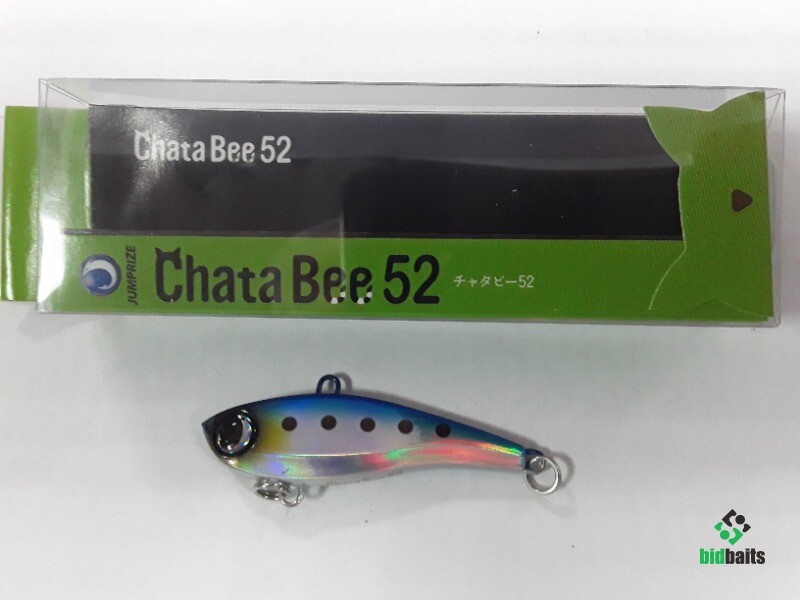 Chata Bee 52
JUMPRIZE
Chata Bee 52 チャタビー52
bidbaits